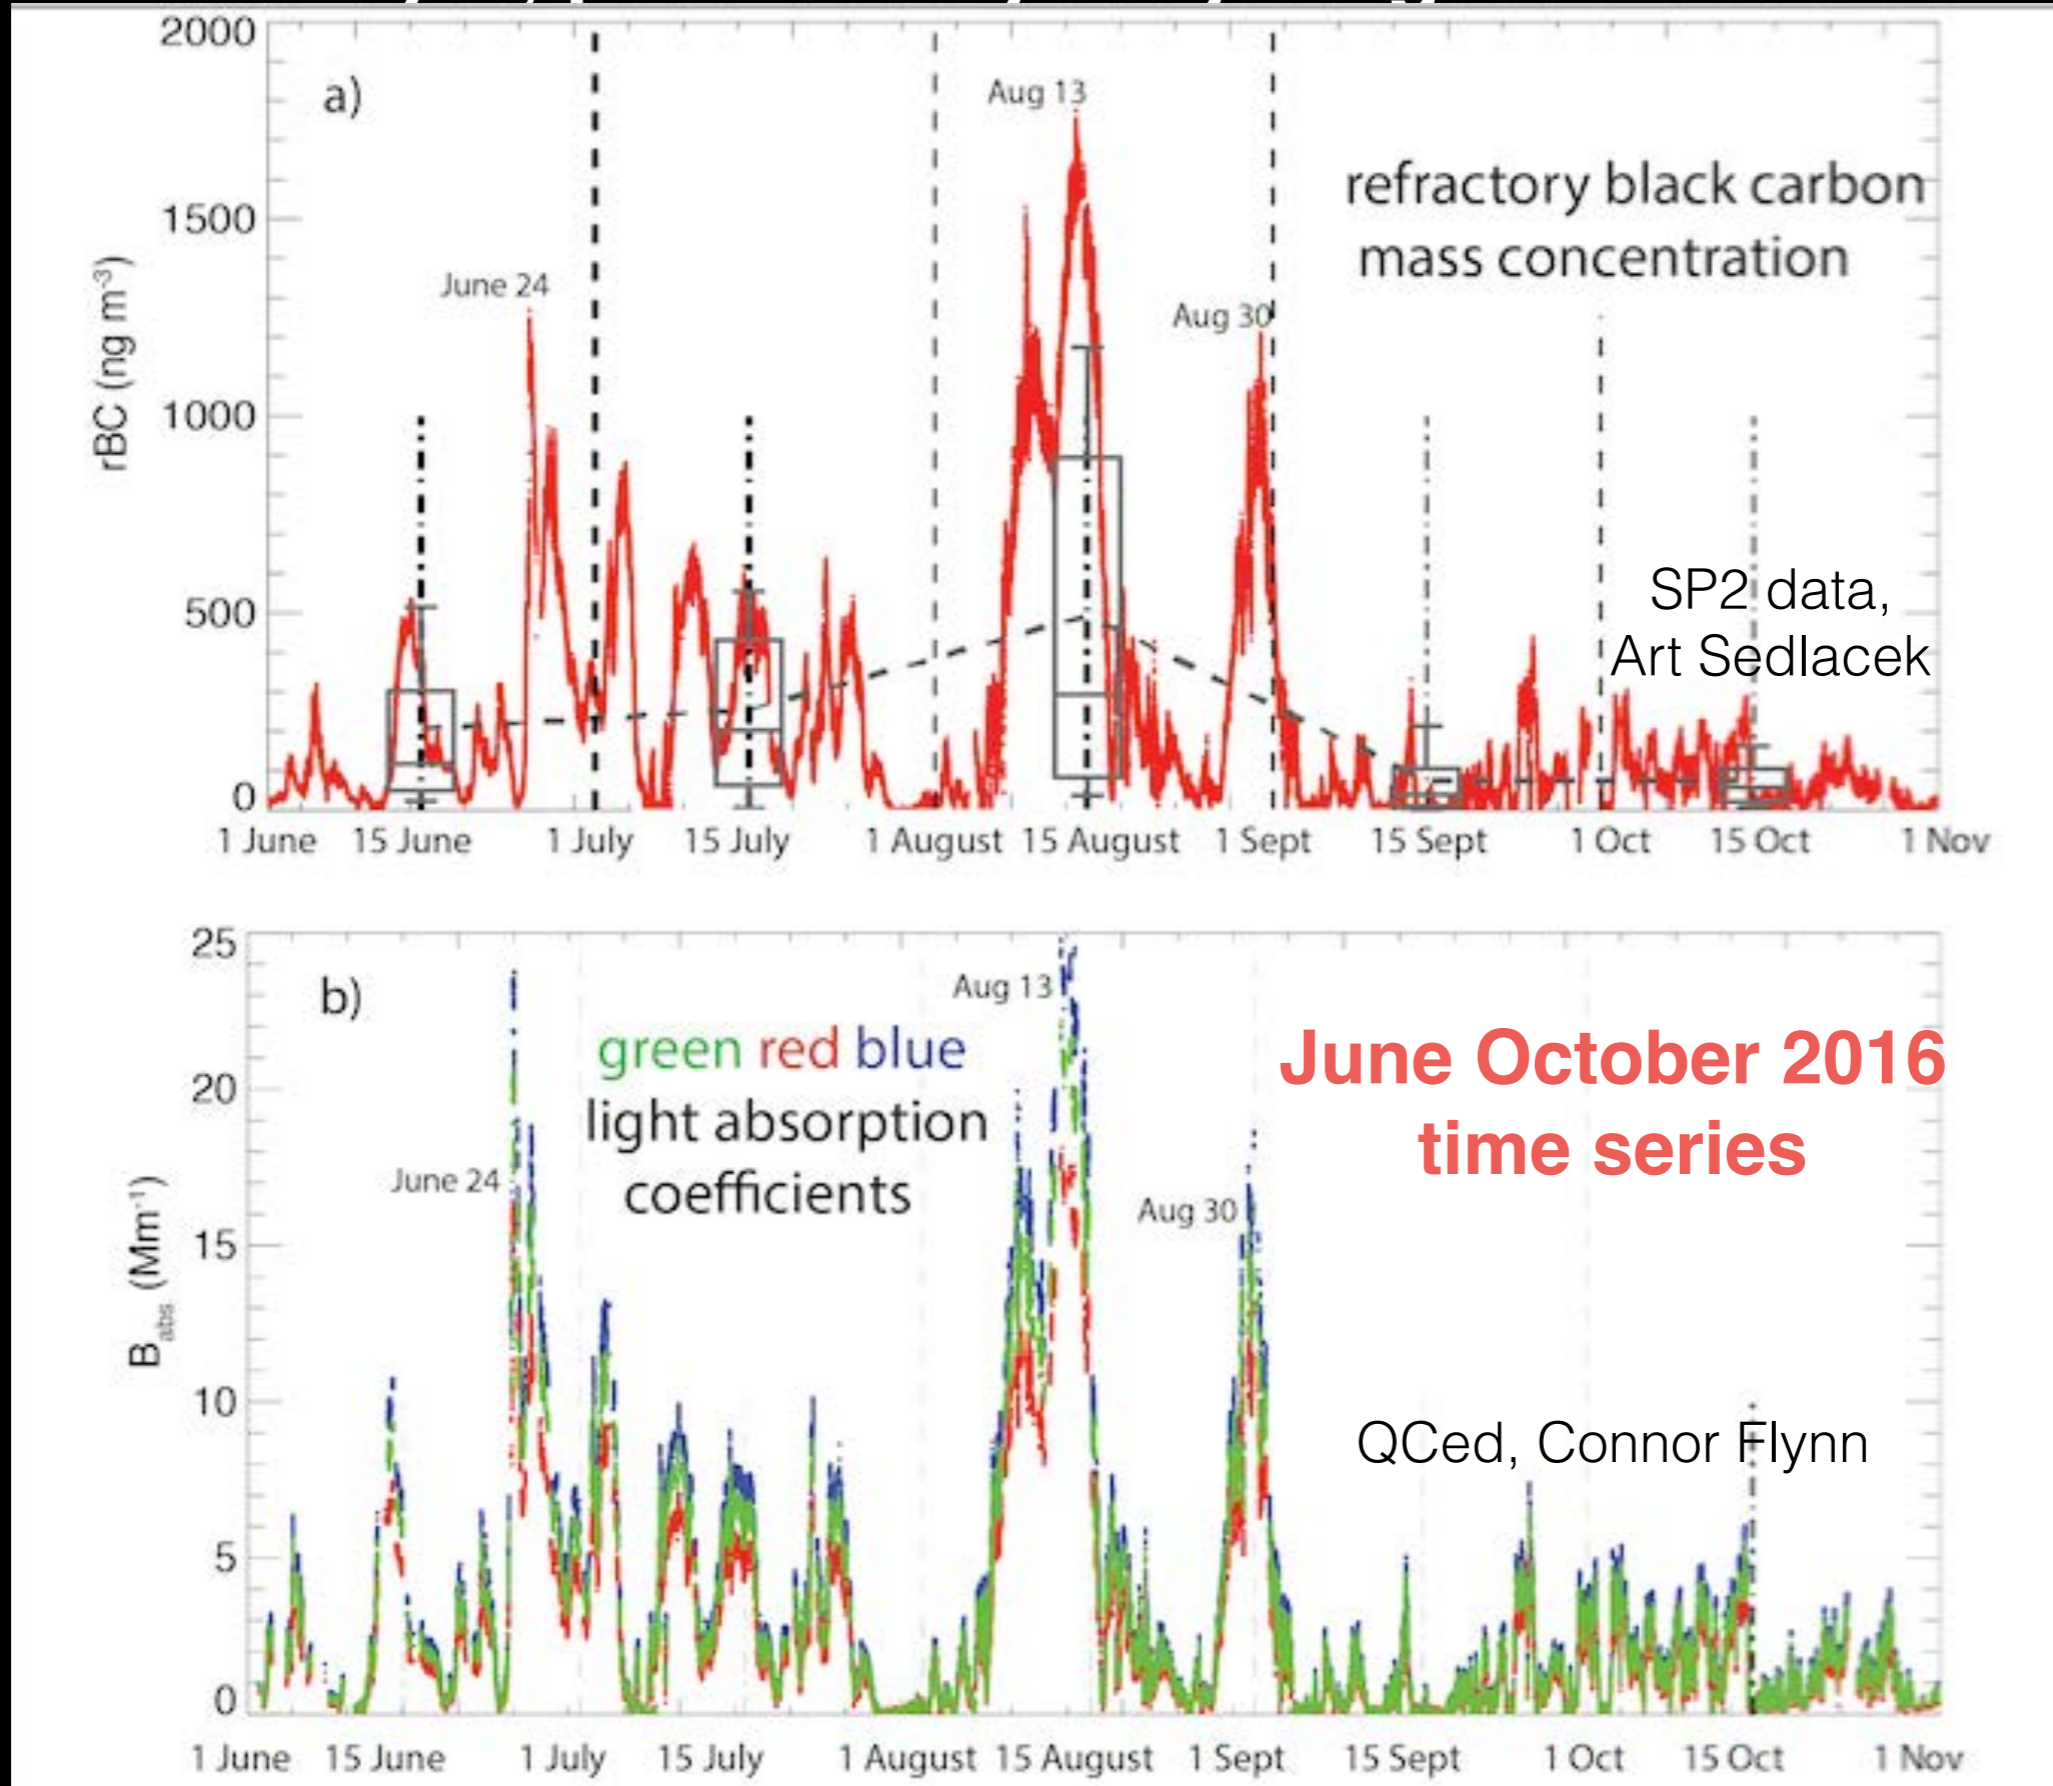 2000
a)
Aug 13
refractory black carbon
mass concentration
1500
June 24
Aug 30
rBC (ng m-3)
1000
SP2 data,
Art Sedlacek
500
0
1 June 15 June 1 July 15 July 1 August 15 August 1 Sept 15 Sept 1 Oct 15 Oct 1 Nov
25
b)
Aug 13
green red blue
light absorption
coefficients
June October 2016
time series
20
June 24
Aug 30
15
Babs (Mm-1)
10
QCed, Connor Flynn
5
0
1 June 15 June 1 July 15 July 1 August 15 August 1 Sept 15 Sept 1 Oct 15 Oct 1 Nov